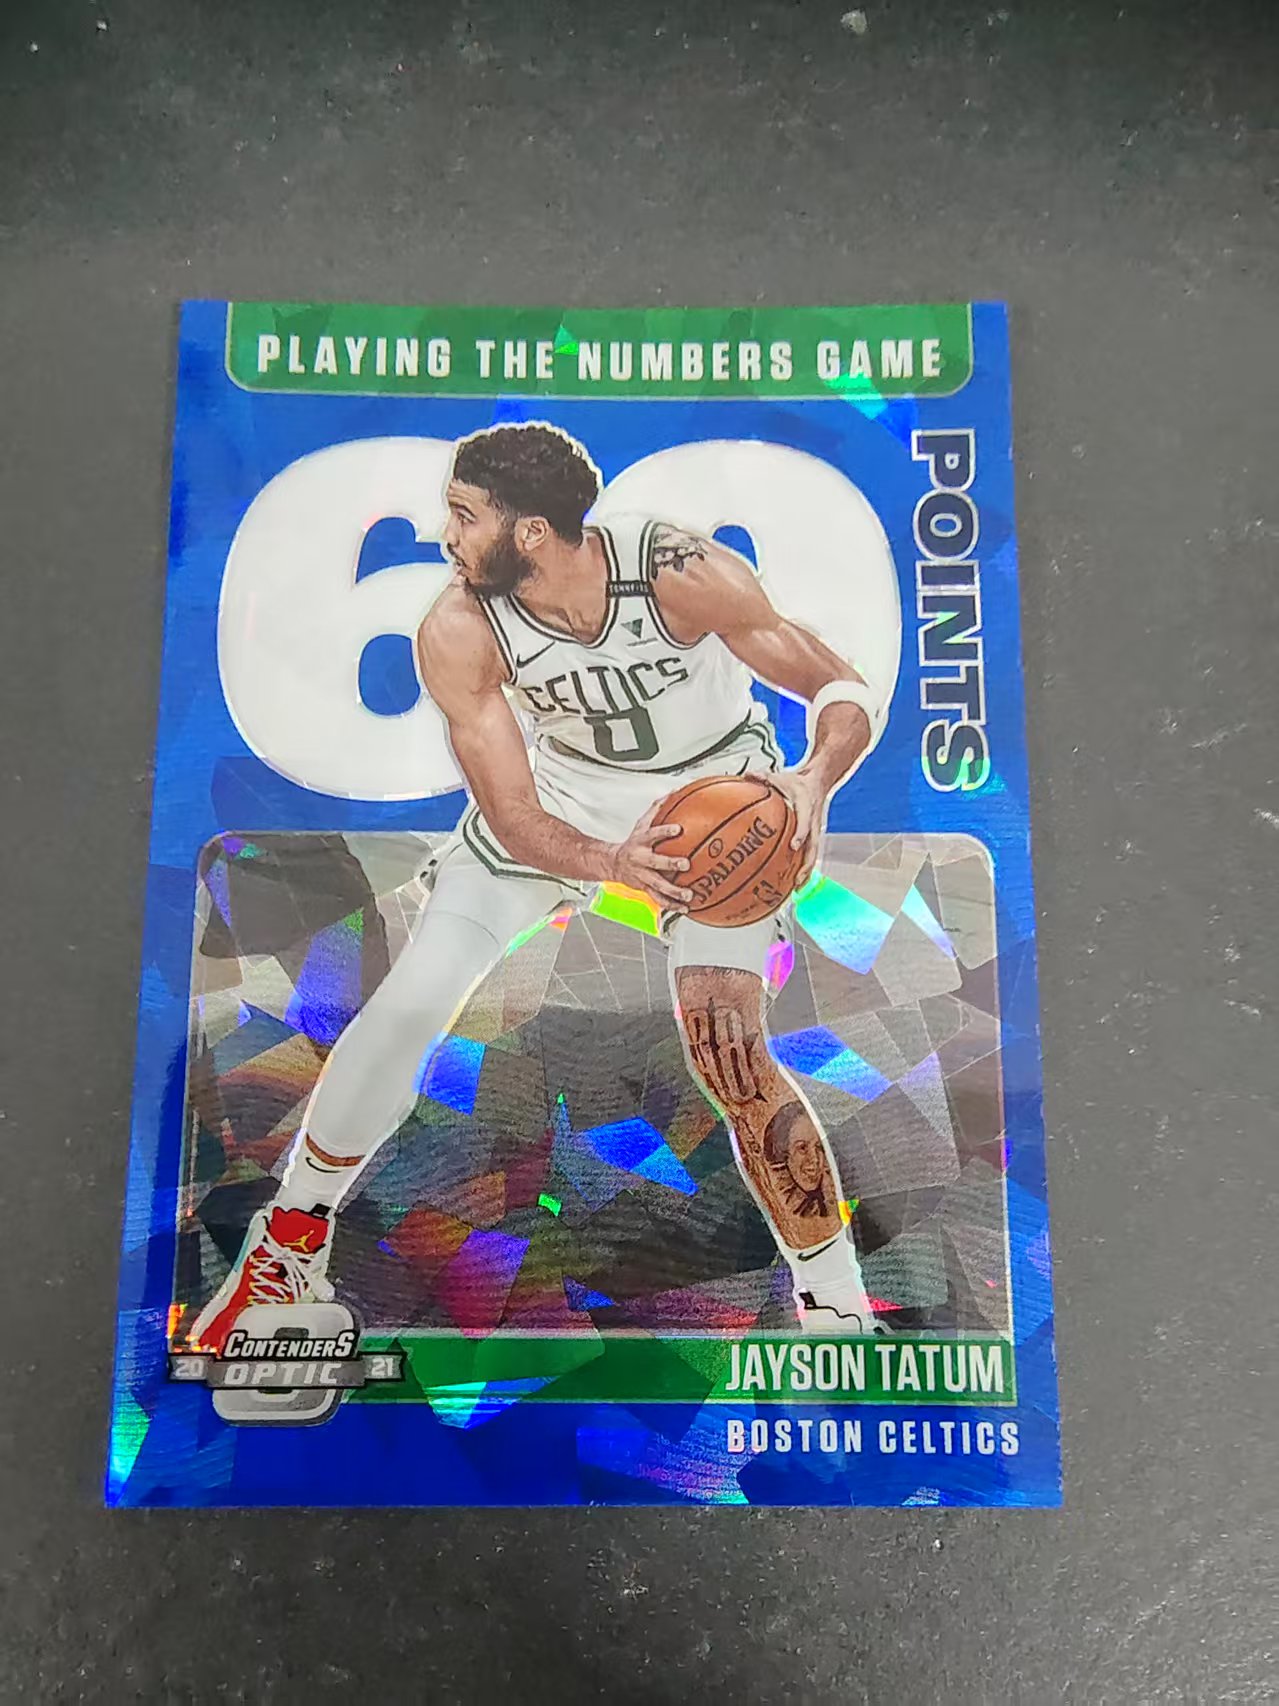 PLAYING THE NUMBERS GAME
60
POINTS
CELTICS
0
SPALDING
CONTENDERS
20 OPTIC 21
JAYSON TATUM
BOSTON CELTICS